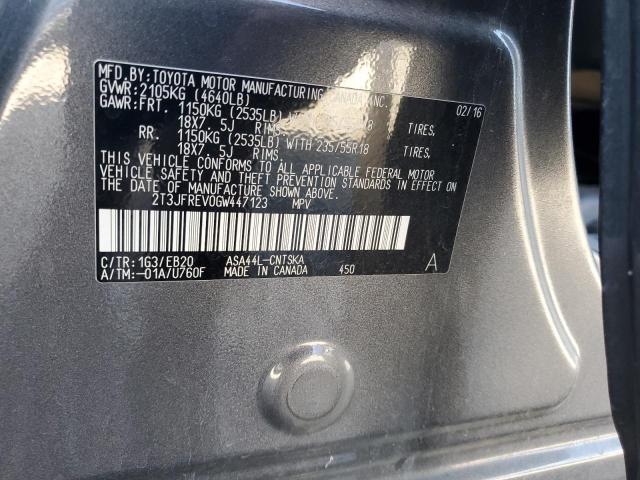 MFD. BY: TOYOTA MOTOR MANUFACTURING CANADA INC.
GVWR: 2105KG (4640LB) 02/16
GAWR: FRT. 1150KG (2535LB) TIRES,
18X7. 5J RIMS
RR. 1150KG (2535LB) WITH 235/55R18 TIRES,
18X7. 5J RIMS.
THIS VEHICLE CONFORMS TO ALL APPLICABLE FEDERAL MOTOR
VEHICLE SAFETY AND THEFT PREVENTION STANDARDS IN EFFECT
ON THE DATE OF MANUFACTURE SHOWN ABOVE.
2T3JFREV0GW447123 MPV
C/TR: 1G3/EB20 ASA44L-CNTSKA
A/TM:-01A/U760F MADE IN CANADA 450 A